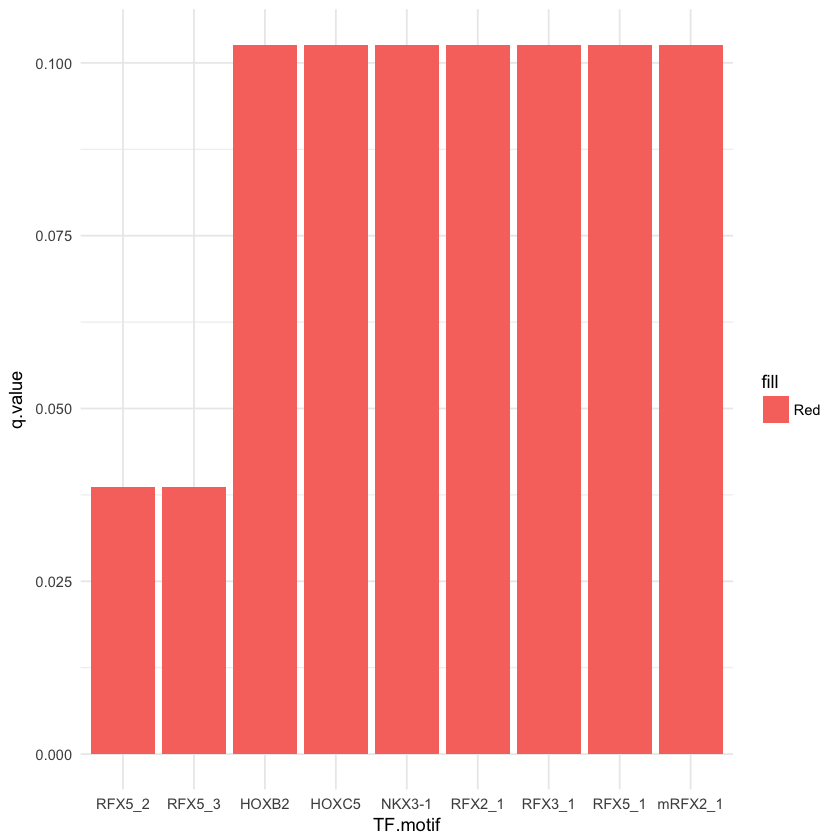 0.100
0.075
0.050
0.025
0.000
q.value
RFX5_2 RFX5_3 HOXB2 HOXC5 NKX3-1 RFX2_1 RFX3_1 RFX5_1 mRFX2_1
TF.motif
fill
Red